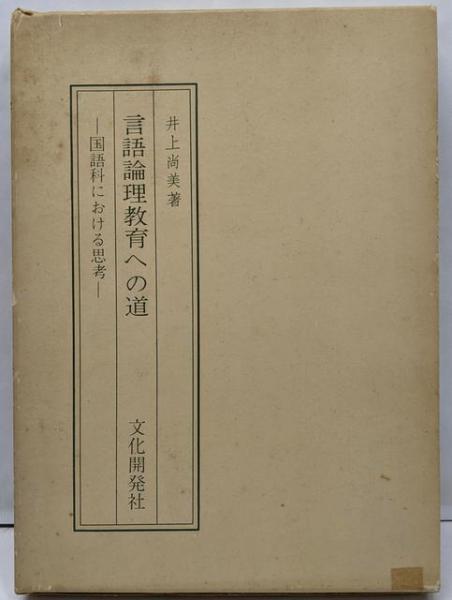 井上尚美著
言語論理教育への道
文化開発社
―国語科における思考―